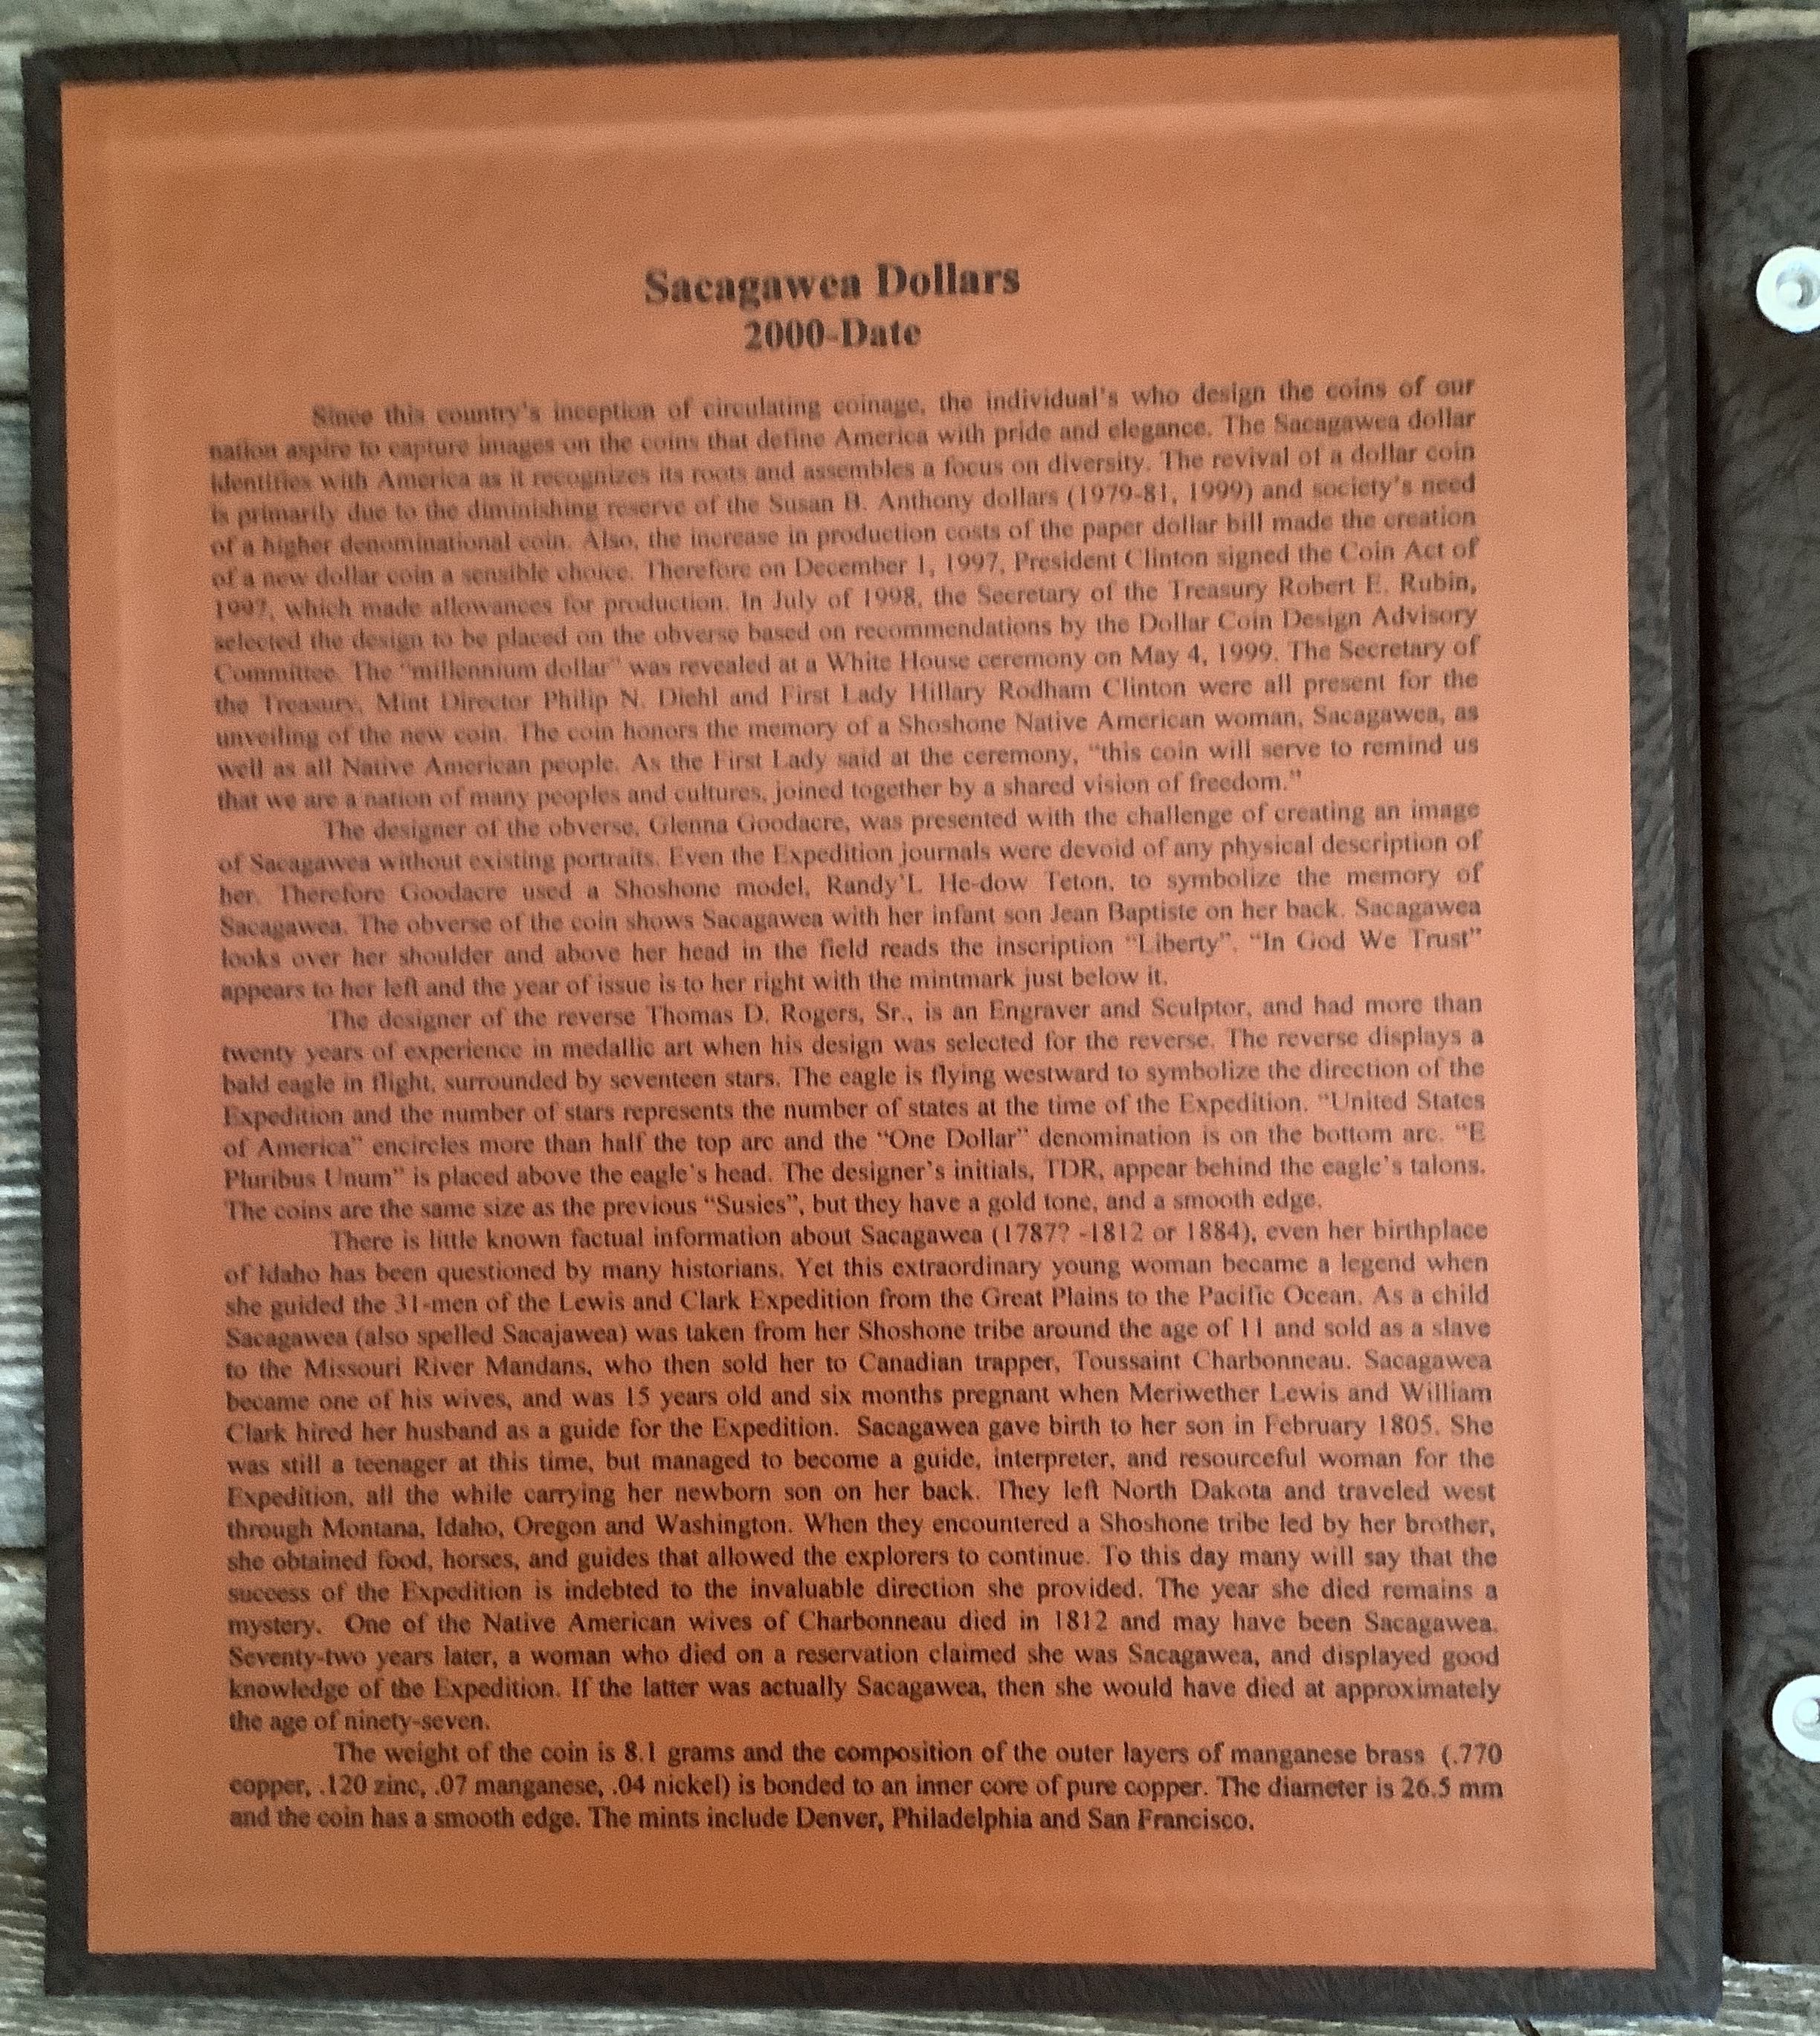 Sacagawea Dollars
2000-Date
Since this country's inception of circulating coinage, the individual's who design the coins of our
nation aspire to capture images on the coins that define America with pride and elegance. The Sacagawea dollar
identifies with America as it recognizes its roots and assembles a focus on diversity. The revival of a dollar coin
is primarily due to the diminishing reserve of the Susan B. Anthony dollars (1979-81, 1999) and society's need
of a higher denominational coin. Also, the increase in production costs of the paper dollar bill made the creation
of a new dollar coin a sensible choice. Therefore on December 1, 1997, President Clinton signed the Coin Act of
1997, which made allowances for production. In July of 1998, the Secretary of the Treasury Robert E. Rubin,
selected the design to be placed on the obverse based on recommendations by the Dollar Coin Design Advisory
Committee. The "millennium dollar" was revealed at a White House ceremony on May 4, 1999. The Secretary of
the Treasury, Mint Director Philip N. Diehl and First Lady Hillary Rodham Clinton were all present for the
unveiling of the new coin. The coin honors the memory of a Shoshone Native American woman, Sacagawea, as
well as all Native American people. As the First Lady said at the ceremony, "this coin will serve to remind us
that we are a nation of many peoples and cultures, joined together by a shared vision of freedom."
The designer of the obverse, Glenna Goodacre, was presented with the challenge of creating an image
of Sacagawea without existing portraits. Even the Expedition journals were devoid of any physical description of
her. Therefore Goodacre used a Shoshone model, Randy'L He-dow Teton, to symbolize the memory of
Sacagawea. The obverse of the coin shows Sacagawea with her infant son Jean Baptiste on her back. Sacagawea
looks over her shoulder and above her head in the field reads the inscription "Liberty". "In God We Trust"
appears to her left and the year of issue is to her right with the mintmark just below it.
The designer of the reverse Thomas D. Rogers, Sr., is an Engraver and Sculptor, and had more than
twenty years of experience in medallic art when his design was selected for the reverse. The reverse displays a
bald eagle in flight, surrounded by seventeen stars. The eagle is flying westward to symbolize the direction of the
Expedition and the number of stars represents the number of states at the time of the Expedition. "United States
of America" encircles more than half the top arc and the "One Dollar" denomination is on the bottom arc. "E
Pluribus Unum" is placed above the eagle's head. The designer's initials, TDR, appear behind the eagle's talons.
The coins are the same size as the previous "Susies", but they have a gold tone, and a smooth edge.
There is little known factual information about Sacagawea (1787? -1812 or 1884), even her birthplace
of Idaho has been questioned by many historians. Yet this extraordinary young woman became a legend when
she guided the 31-men of the Lewis and Clark Expedition from the Great Plains to the Pacific Ocean. As a child
Sacagawea (also spelled Sacajawea) was taken from her Shoshone tribe around the age of 11 and sold as a slave
to the Missouri River Mandans, who then sold her to Canadian trapper, Toussaint Charbonneau. Sacagawea
became one of his wives, and was 15 years old and six months pregnant when Meriwether Lewis and William
Clark hired her husband as a guide for the Expedition. Sacagawea gave birth to her son in February 1805. She
was still a teenager at this time, but managed to become a guide, interpreter, and resourceful woman for the
Expedition, all the while carrying her newborn son on her back. They left North Dakota and traveled west
through Montana, Idaho, Oregon and Washington. When they encountered a Shoshone tribe led by her brother,
she obtained food, horses, and guides that allowed the explorers to continue. To this day many will say that the
success of the Expedition is indebted to the invaluable direction she provided. The year she died remains a
mystery. One of the Native American wives of Charbonneau died in 1812 and may have been Sacagawea.
Seventy-two years later, a woman who died on a reservation claimed she was Sacagawea, and displayed good
knowledge of the Expedition. If the latter was actually Sacagawea, then she would have died at approximately
the age of ninety-seven.
The weight of the coin is 8.1 grams and the composition of the outer layers of manganese brass (.770
copper, .120 zinc, .07 manganese, .04 nickel) is bonded to an inner core of pure copper. The diameter is 26.5 mm
and the coin has a smooth edge. The mints include Denver, Philadelphia and San Francisco.